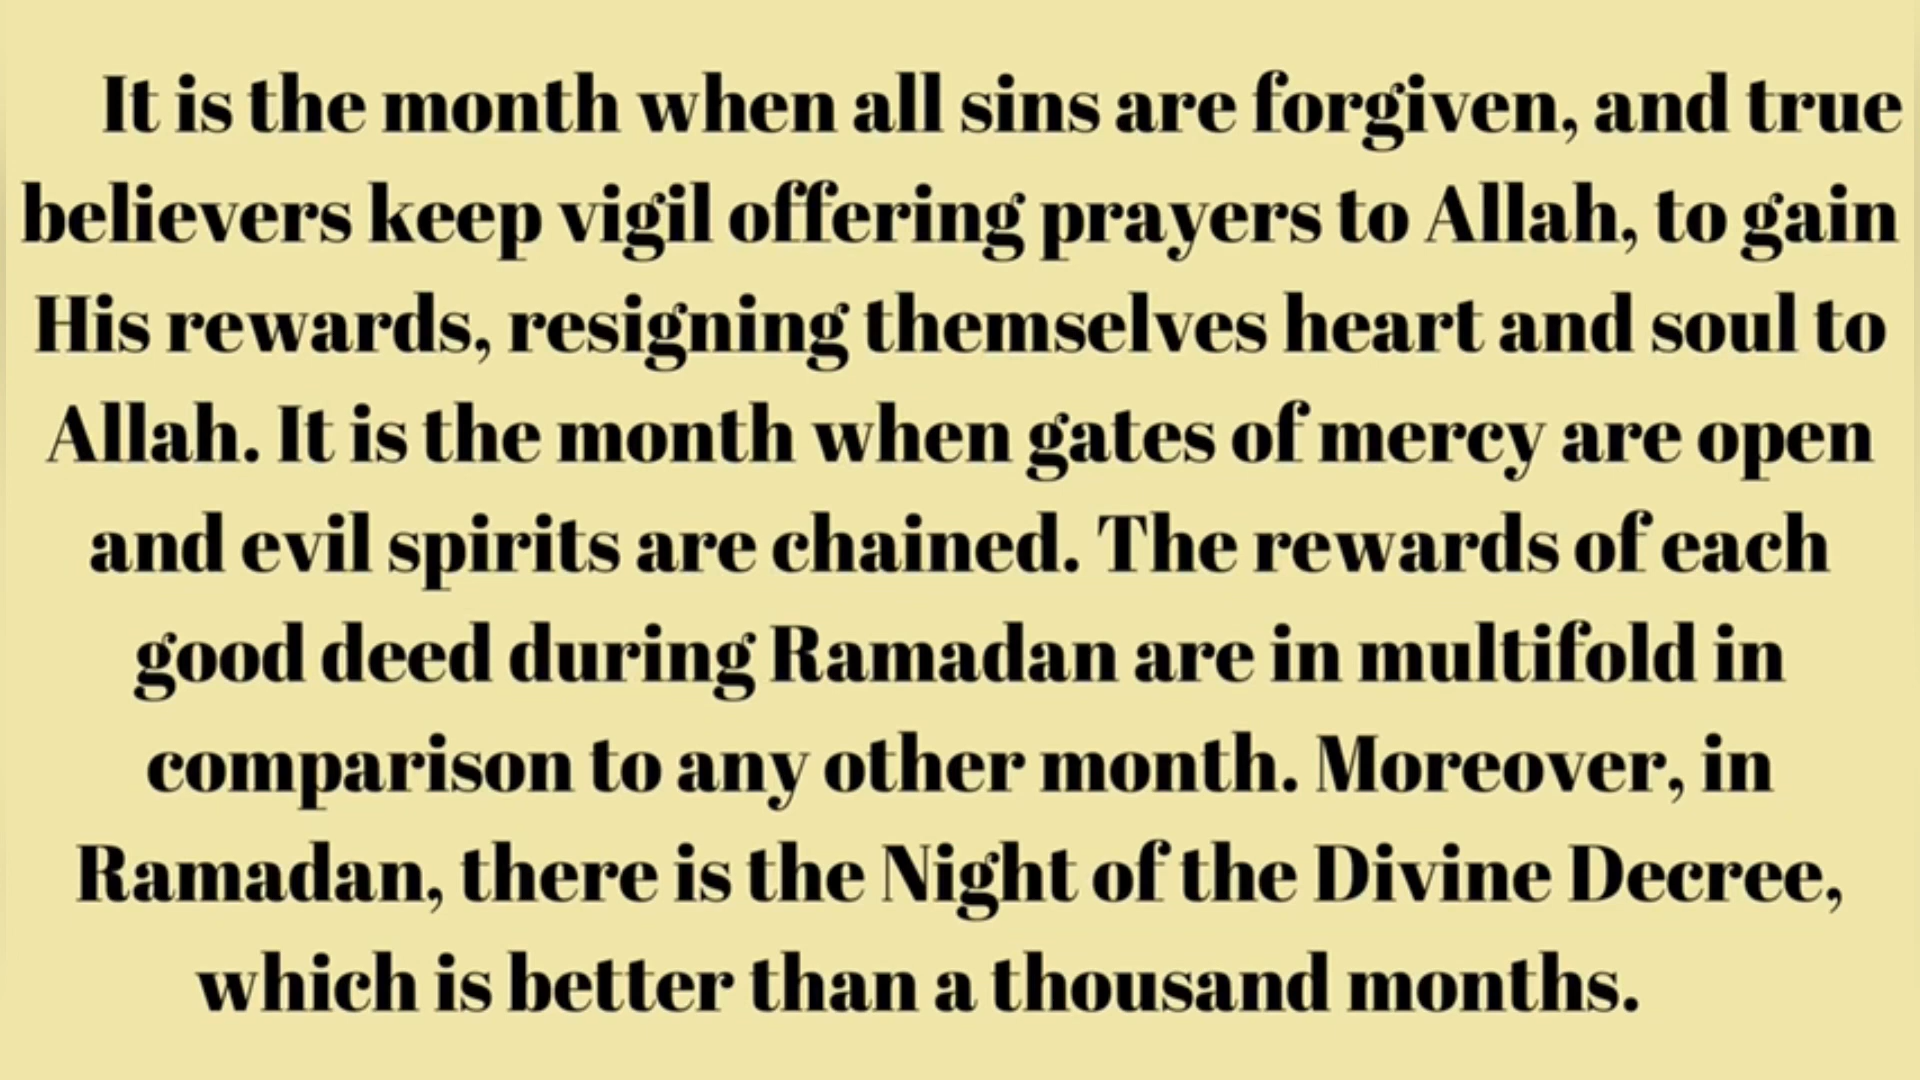 It is the month when all sins are forgiven, and true
believers keep vigil offering prayers to Allah, to gain
His rewards, resigning themselves heart and soul to
Allah. It is the month when gates of mercy are open
and evil spirits are chained. The rewards of each
good deed during Ramadan are in multifold in
comparison to any other month. Moreover, in
Ramadan, there is the Night of the Divine Decree,
which is better than a thousand months.